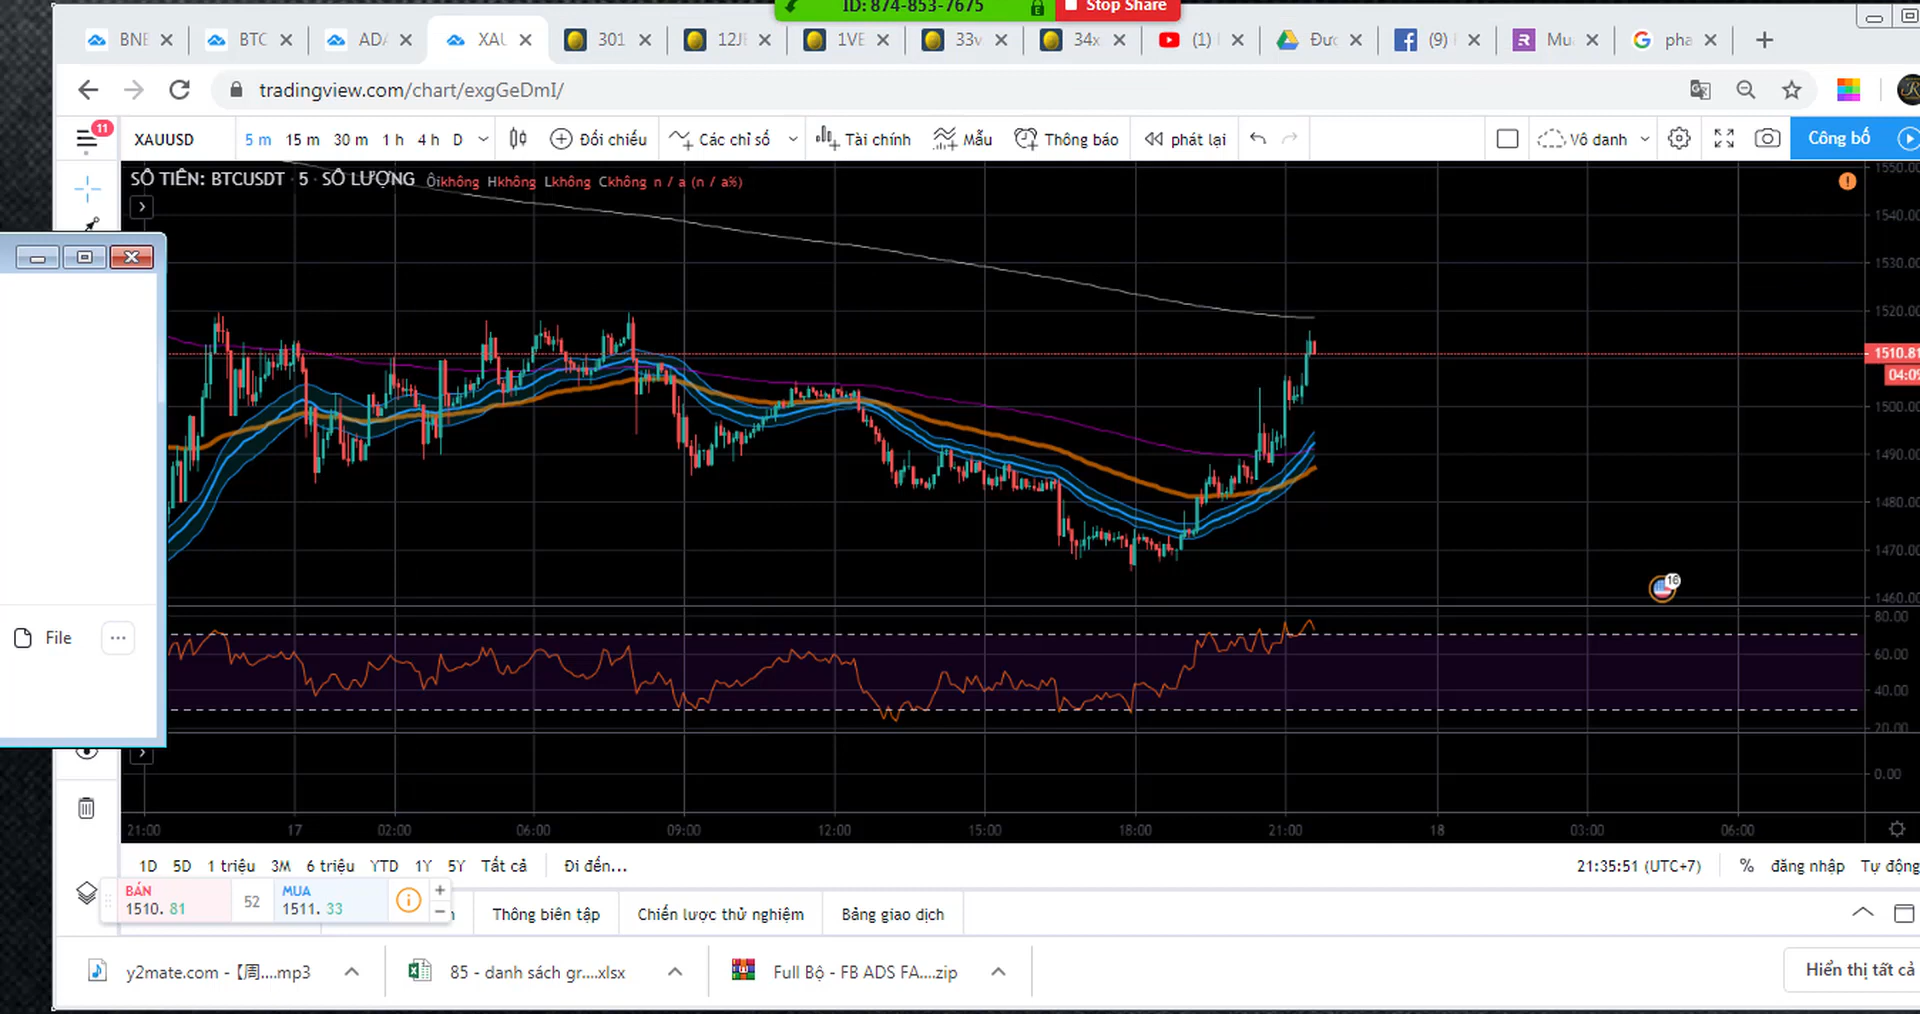 ID: 874-853-7675 Stop Share
BNB BTC ADA XAU 301 12JE 1VE 33v 34x (1) Đươ (9) Mu pha
tradingview.com/chart/exgGeDmI/
11 XAUUSD 5 m 15 m 30 m 1 h 4 h D Đối chiếu Các chỉ số Tài chính Mẫu Thông báo phát lại Vô danh Công bố
SỐ TIỀN: BTCUSDT · 5 · SỐ LƯỢNG Ôikhông Hkhông Lkhông Ckhông n / a (n / a%)
1550.00
1540.00
1530.00
1520.00
1510.81
04:09
1500.00
1490.00
1480.00
1470.00
16
1460.00
80.00
60.00
File
40.00
20.00
0.00
21:00 17 02:00 06:00 09:00 12:00 15:00 18:00 21:00 18 03:00 06:00
1D 5D 1 triệu 3M 6 triệu YTD 1Y 5Y Tất cả Đi đến... 21:35:51 (UTC+7) % đăng nhập Tự động
BÁN 52 MUA
1510. 81 1511. 33
Thông biên tập Chiến lược thử nghiệm Bảng giao dịch
y2mate.com - 【周....mp3 85 - danh sách gr....xlsx Full Bộ - FB ADS FA....zip Hiển thị tất cả